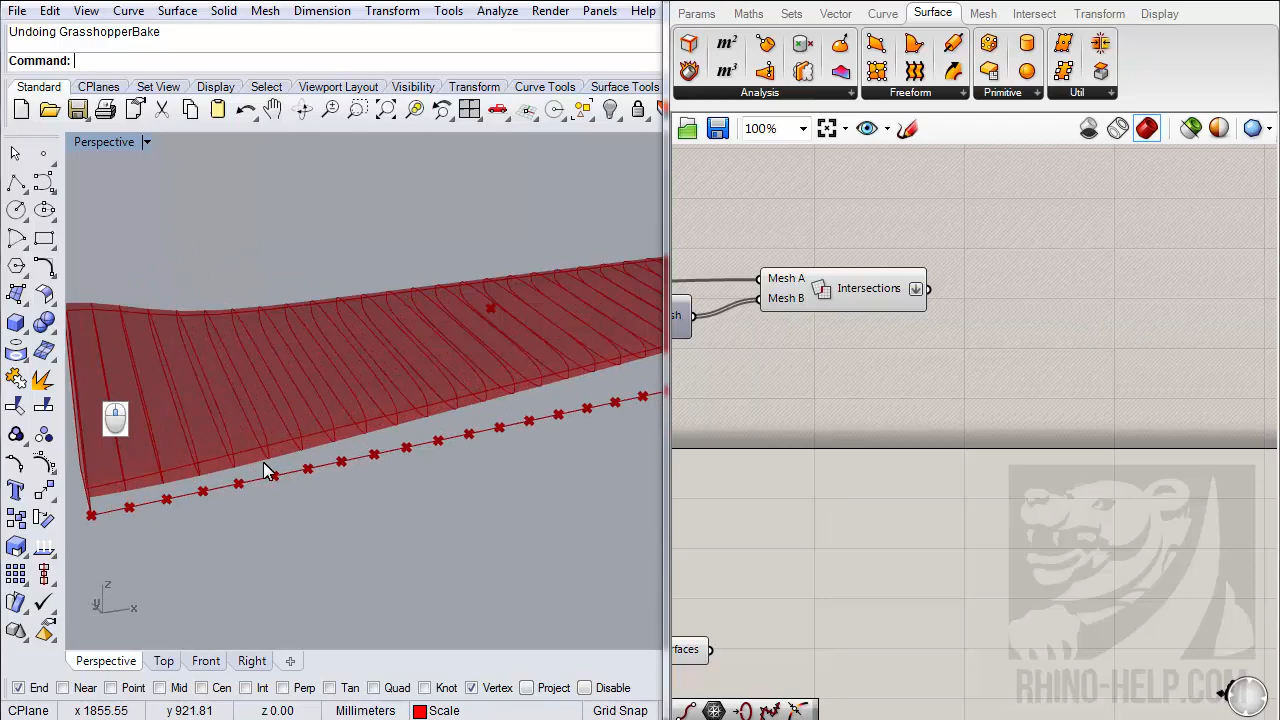 File Edit View Curve Surface Solid Mesh Dimension Transform Tools Analyze Render Panels Help
Undoing GrasshopperBake
Command:
Standard CPlanes Set View Display Select Viewport Layout Visibility Transform Curve Tools Surface Tools
Perspective
z
y
x
Perspective Top Front Right
End Near Point Mid Cen Int Perp Tan Quad Knot Vertex Project Disable
CPlane x 1855.55 y 921.81 z 0.00 Millimeters Scale Grid Snap
Params Maths Sets Vector Curve Surface Mesh Intersect Transform Display
m²
m³
Analysis Freeform Primitive Util
100%
Mesh A
Mesh B
Intersections
sh
rfaces
RHINO-HELP.COM